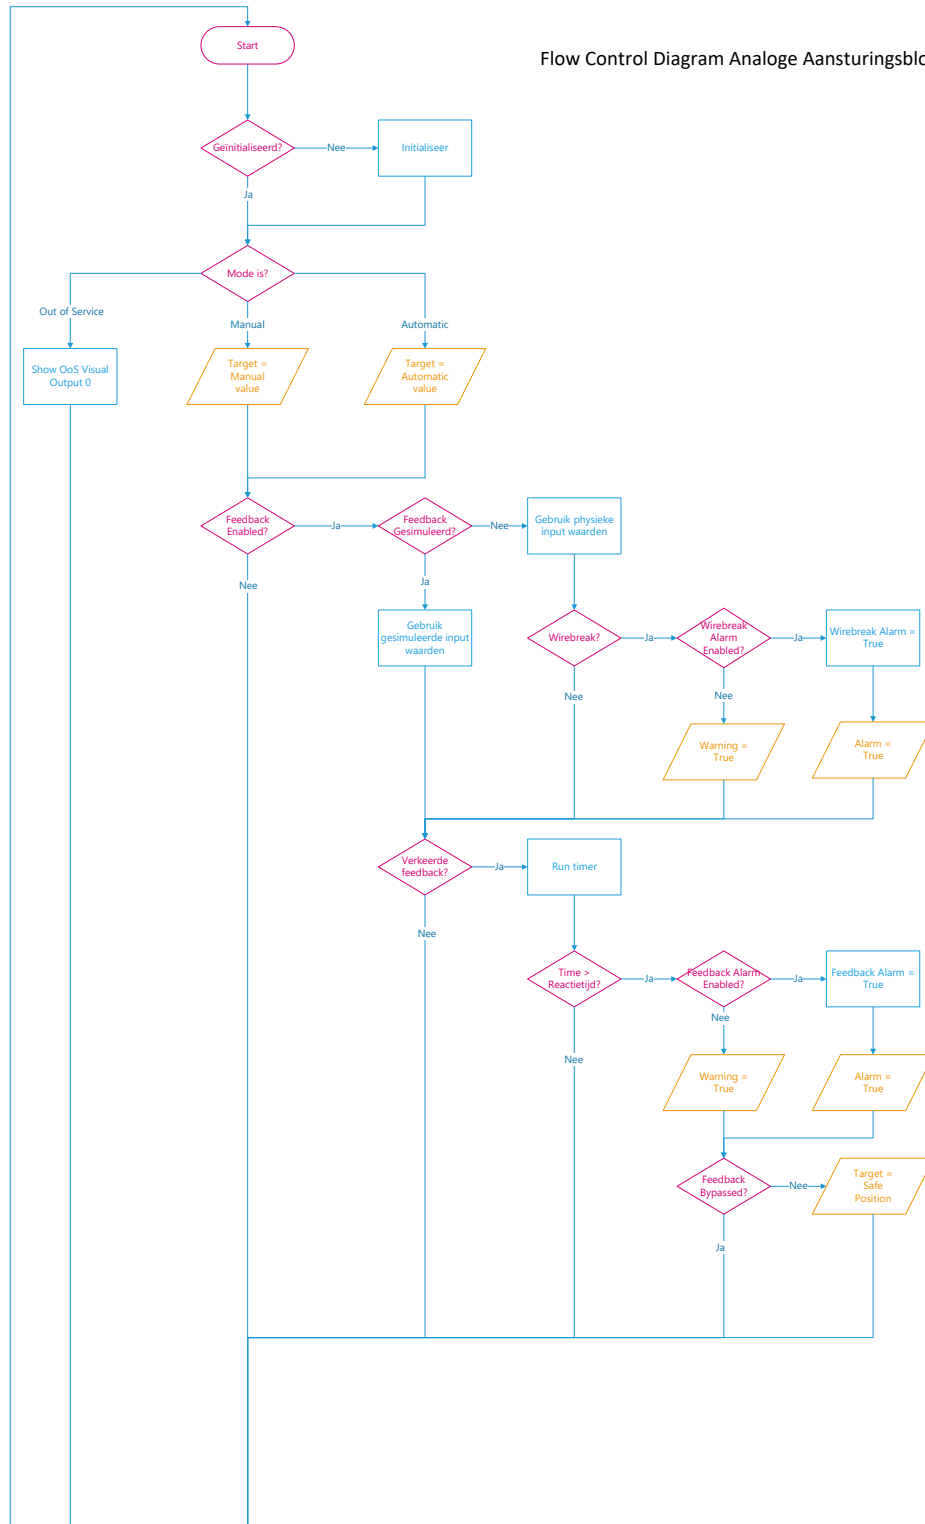 Start
Flow Control Diagram Analoge Aansturingsblo
Geïnitialiseerd?
Nee
Initialiseer
Ja
Mode is?
Out of Service
Manual
Automatic
Show OoS Visual
Output 0
Target =
Manual
value
Target =
Automatic
value
Feedback
Enabled?
Ja
Feedback
Gesimuleerd?
Nee
Gebruik physieke
input waarden
Nee
Ja
Gebruik
gesimuleerde input
waarden
Wirebreak?
Ja
Wirebreak
Alarm
Enabled?
Ja
Wirebreak Alarm =
True
Nee
Nee
Warning =
True
Alarm =
True
Verkeerde
feedback?
Ja
Run timer
Nee
Time >
Reactietijd?
Ja
Feedback Alarm
Enabled?
Ja
Feedback Alarm =
True
Nee
Nee
Warning =
True
Alarm =
True
Feedback
Bypassed?
Nee
Target =
Safe
Position
Ja